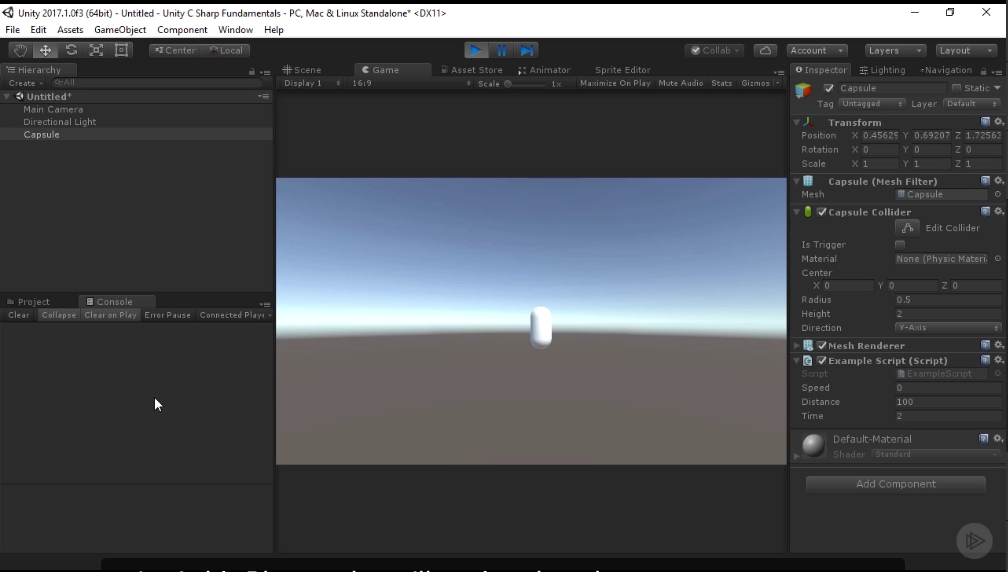 Unity 2017.1.0f3 (64bit) - Untitled - Unity C Sharp Fundamentals - PC, Mac & Linux Standalone* <DX11>
File Edit Assets GameObject Component Window Help
Center Local Collab Account Layers Layout
Hierarchy Scene Game Asset Store Animator Sprite Editor Inspector Lighting Navigation
Create All Display 1 16:9 Scale 1x Maximize On Play Mute Audio Stats Gizmos Capsule Static
Untitled*
Tag Untagged Layer Default
Main Camera
Directional Light
Capsule
Transform
Position X 0.45629 Y 0.69207 Z 1.72563
Rotation X 0 Y 0 Z 0
Scale X 1 Y 1 Z 1
Capsule (Mesh Filter)
Mesh Capsule
Capsule Collider
Edit Collider
Is Trigger
Material None (Physic Materi
Center
X 0 Y 0 Z 0
Radius 0.5
Height 2
Direction Y-Axis
Project Console
Clear Collapse Clear on Play Error Pause Connected Play
Mesh Renderer
Example Script (Script)
Script ExampleScript
Speed 0
Distance 100
Time 2
Default-Material
Shader Standard
Add Component